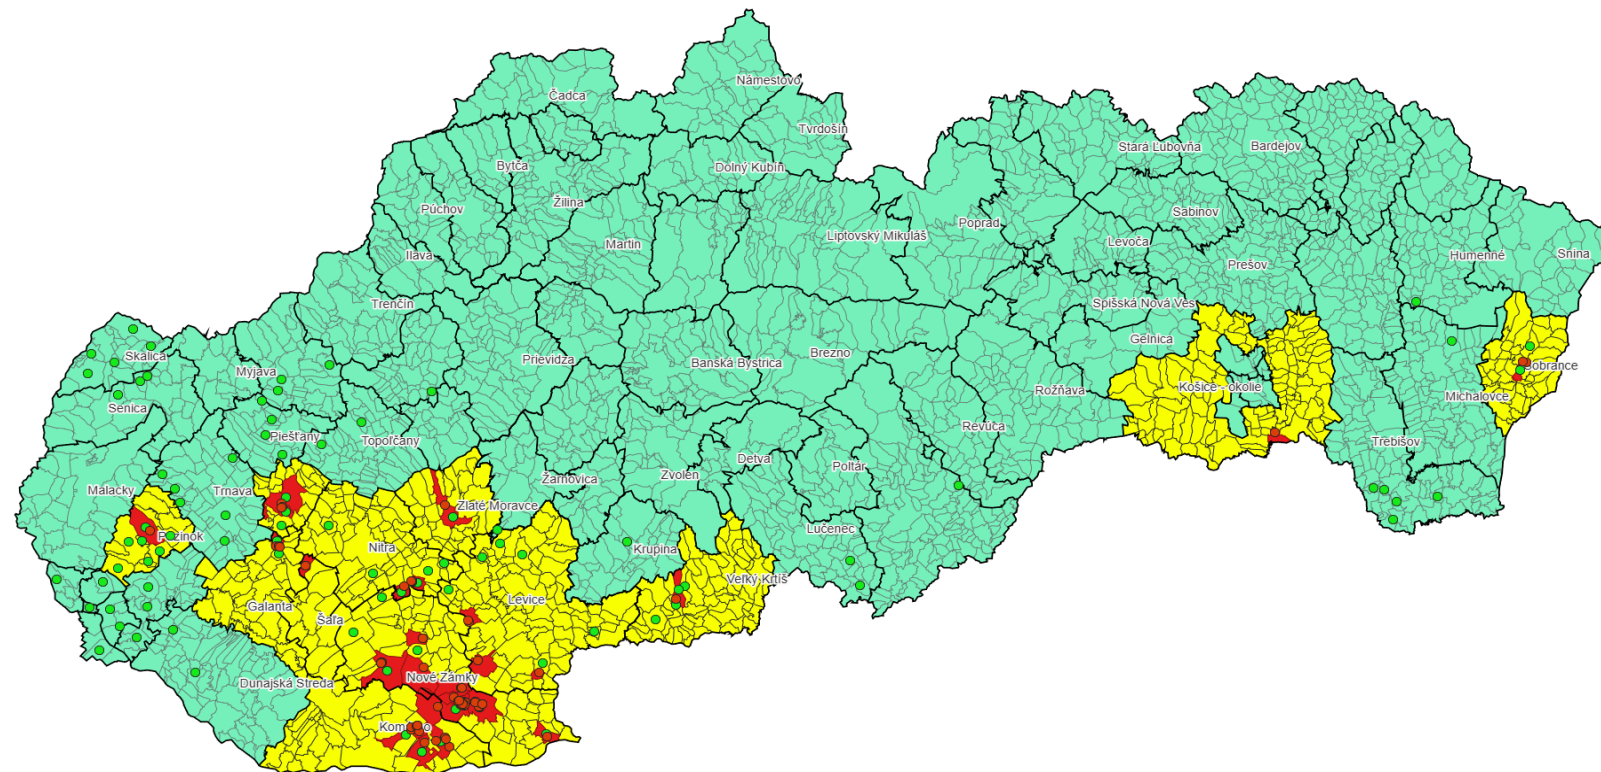 Námestovo
Čadca
Tvrdošín
Stará Ľubovňa
Bardejov
Bytča
Dolný Kubín
Žilina
Púchov
Sabinov
Poprad
Liptovský Mikuláš
Levoča
Martin
Ilava
Humenné
Snina
Prešov
Trenčín
Spišská Nová Ves
Gelnica
Skalica
Prievidza
Banská Bystrica
Brezno
Myjava
Rožňava
Košice - okolie
Michalovce
Senica
Piešťany
Topoľčany
Revúca
Trebišov
Detva
Poltár
Zvolen
Žarnovica
Malacky
Trnava
Zlaté Moravce
Lučenec
Nitra
Krupina
Veľký Krtíš
Galanta
Levice
Šaľa
Nové Zámky
Dunajská Streda